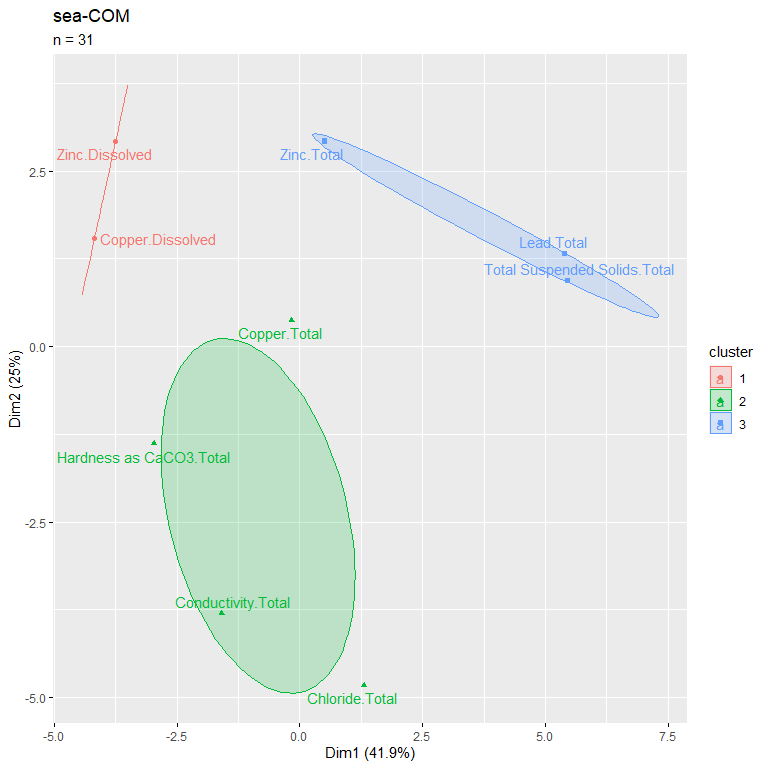 sea-COM
n = 31
Zinc.Dissolved
Zinc.Total
Copper.Dissolved
Lead.Total
Total Suspended Solids.Total
Copper.Total
Hardness as CaCO3.Total
Conductivity.Total
Chloride.Total
2.5
0.0
-2.5
-5.0
Dim2 (25%)
-5.0 -2.5 0.0 2.5 5.0 7.5
Dim1 (41.9%)
cluster
a 1
a 2
a 3